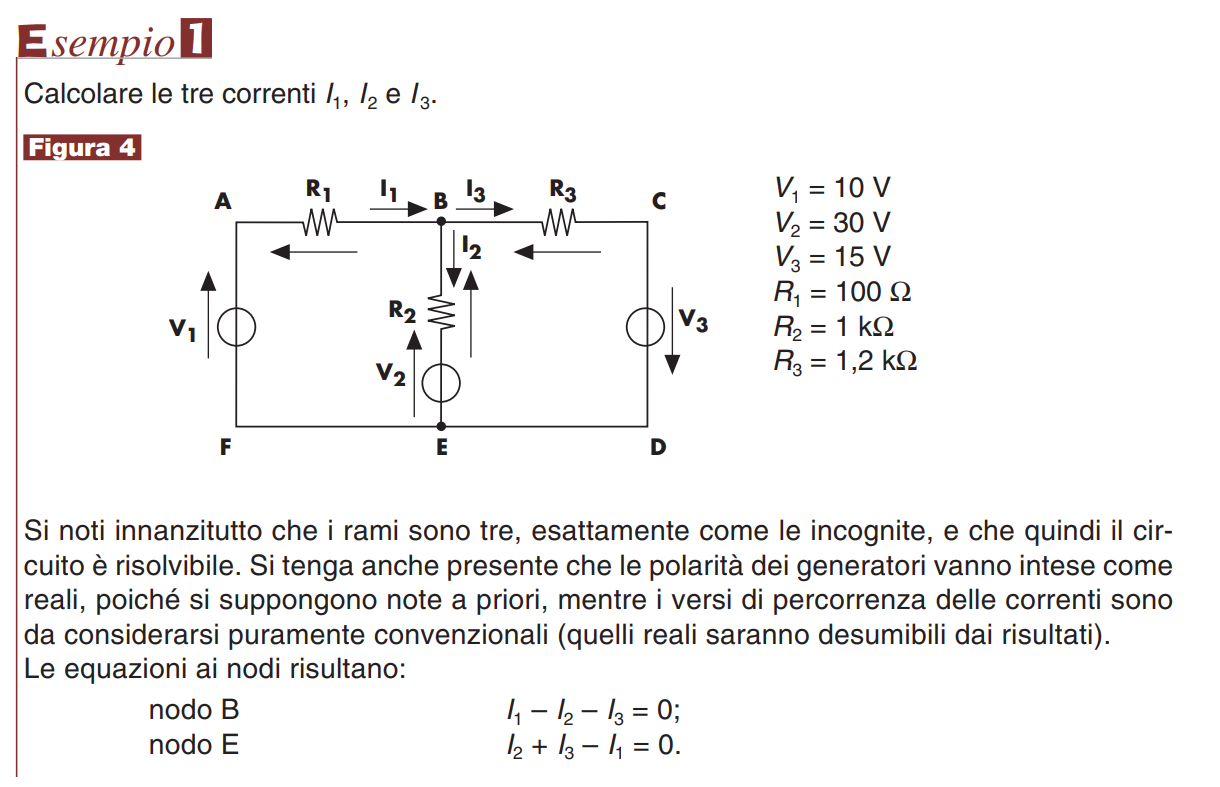 Esempio 1
Calcolare le tre correnti I₁, I₂ e I₃.
Figura 4
A R₁ I₁ B I₃ R₃ C
I₂
R₂
V₁ V₂ V₃
F E D
V₁ = 10 V
V₂ = 30 V
V₃ = 15 V
R₁ = 100 Ω
R₂ = 1 kΩ
R₃ = 1,2 kΩ
Si noti innanzitutto che i rami sono tre, esattamente come le incognite, e che quindi il cir-
cuito è risolvibile. Si tenga anche presente che le polarità dei generatori vanno intese come
reali, poiché si suppongono note a priori, mentre i versi di percorrenza delle correnti sono
da considerarsi puramente convenzionali (quelli reali saranno desumibili dai risultati).
Le equazioni ai nodi risultano:
nodo B I₁ – I₂ – I₃ = 0;
nodo E I₂ + I₃ – I₁ = 0.